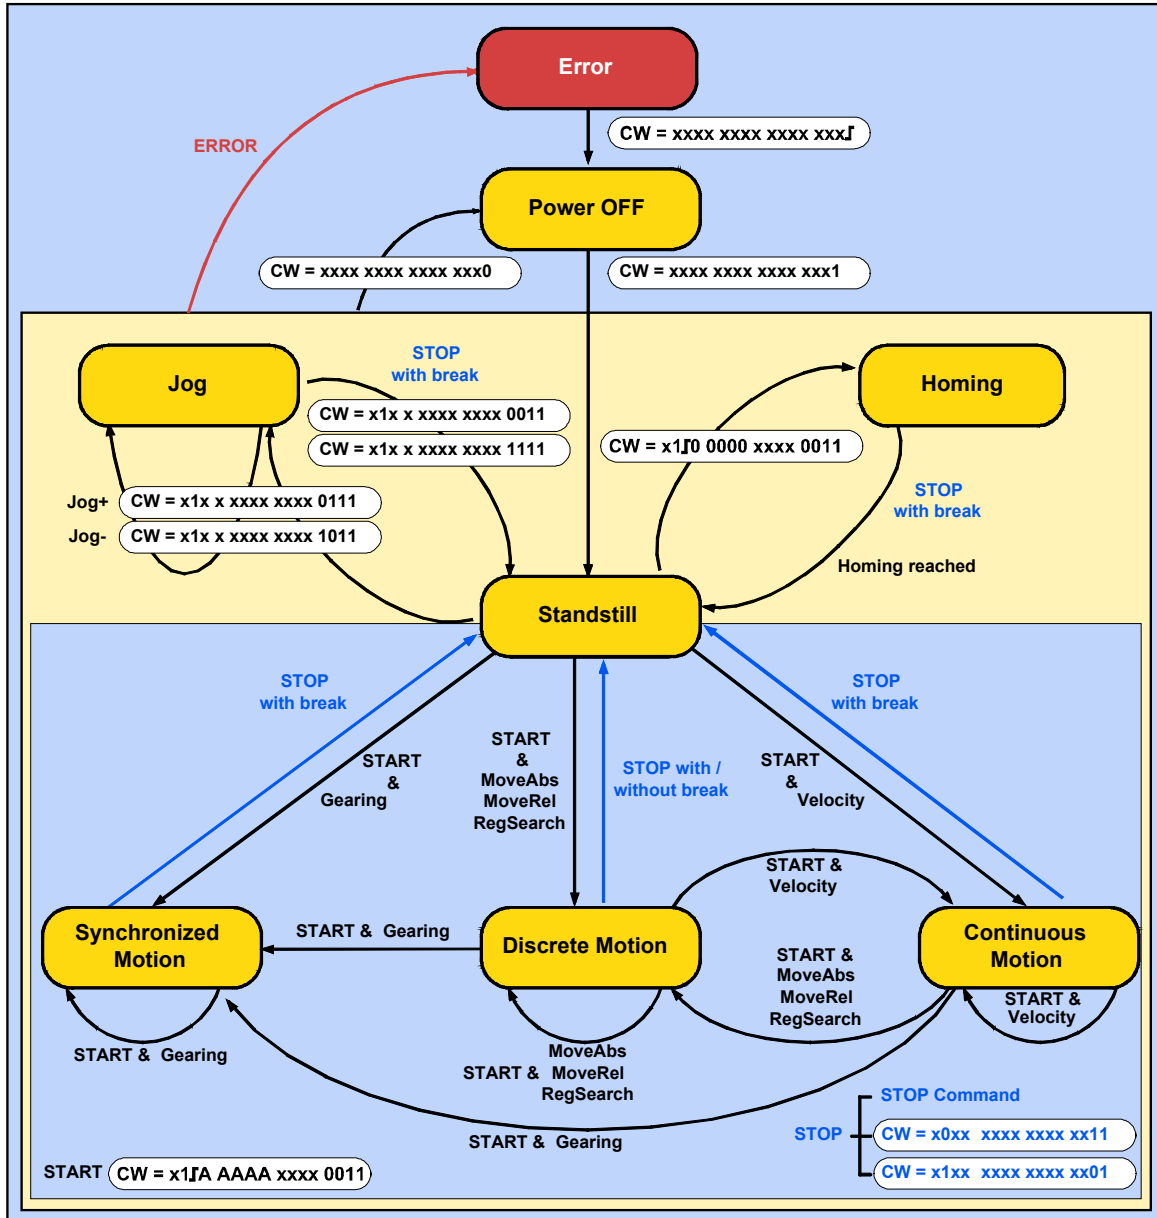 Error
CW = xxxx xxxx xxxx xxx⎍
ERROR
Power OFF
CW = xxxx xxxx xxxx xxx0
CW = xxxx xxxx xxxx xxx1
Jog
STOP
with break
Homing
CW = x1x x xxxx xxxx 0011
CW = x1x x xxxx xxxx 1111
CW = x1⎍0 0000 xxxx 0011
Jog+ CW = x1x x xxxx xxxx 0111
Jog- CW = x1x x xxxx xxxx 1011
STOP
with break
Homing reached
Standstill
STOP
with break
START
&
Gearing
START
&
MoveAbs
MoveRel
RegSearch
STOP with /
without break
START
&
Velocity
STOP
with break
START &
Velocity
Synchronized
Motion
START & Gearing
Discrete Motion
START &
MoveAbs
MoveRel
RegSearch
Continuous
Motion
START &
Velocity
START & Gearing
MoveAbs
START & MoveRel
RegSearch
START & Gearing
STOP Command
STOP CW = x0xx xxxx xxxx xx11
CW = x1xx xxxx xxxx xx01
START CW = x1⎍A AAAA xxxx 0011